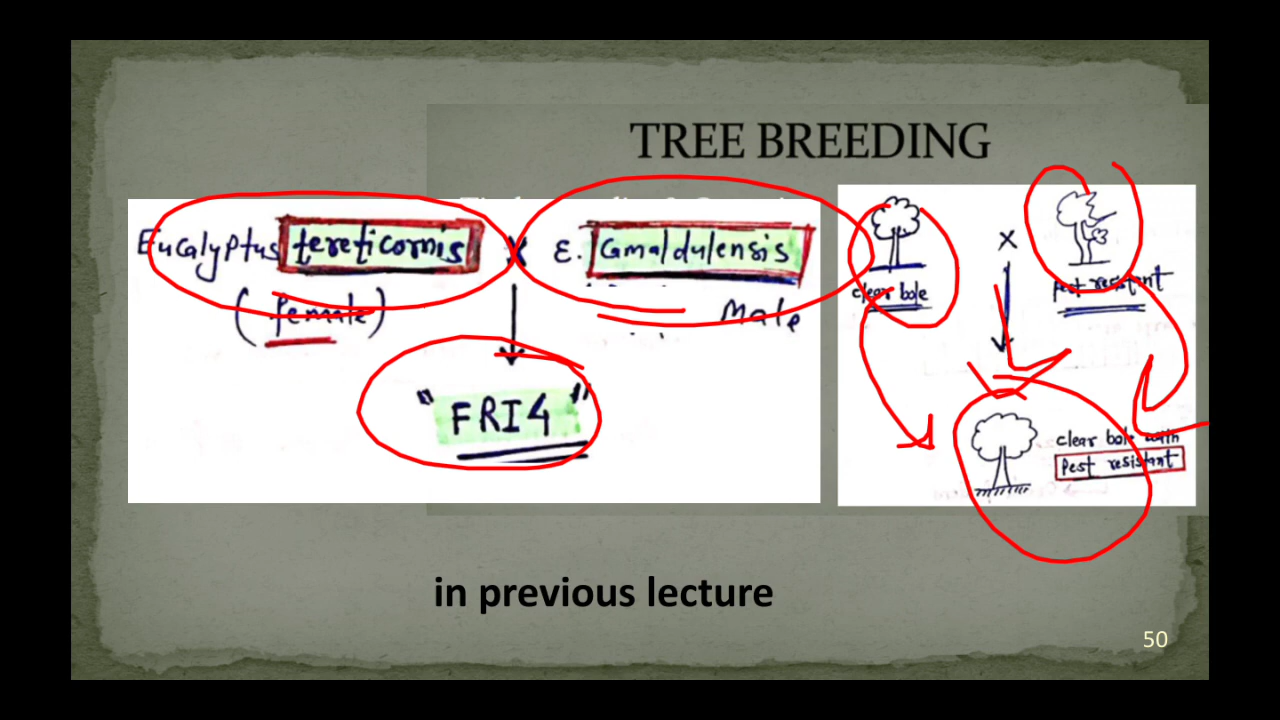 TREE BREEDING
Eucalyptus tereticornis X E. Camaldulensis
(female) Male
"FRI4"
X
clear bole pest resistant
clear bole with
Pest resistant
in previous lecture
50